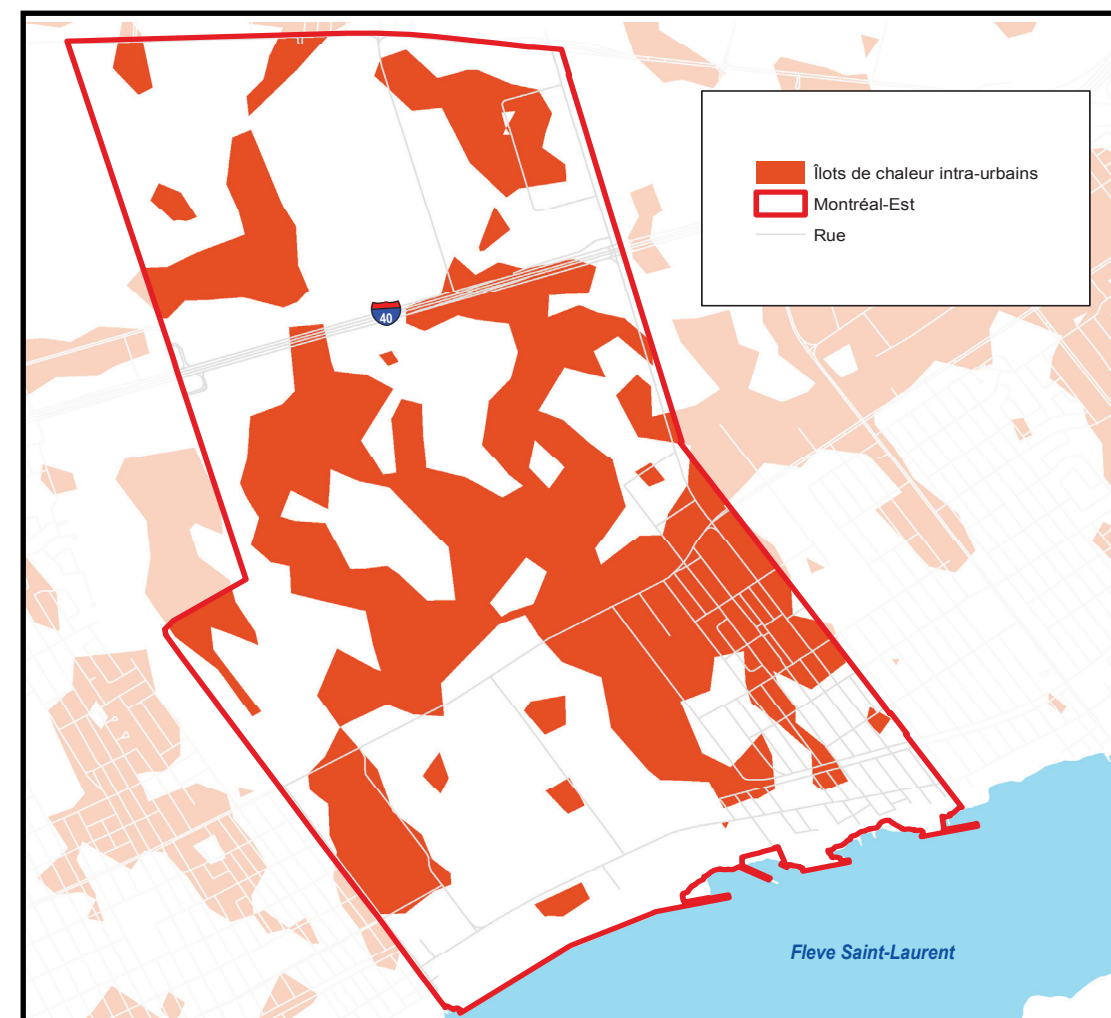 Îlots de chaleur intra-urbains
Montréal-Est
Rue
40
Fleve Saint-Laurent